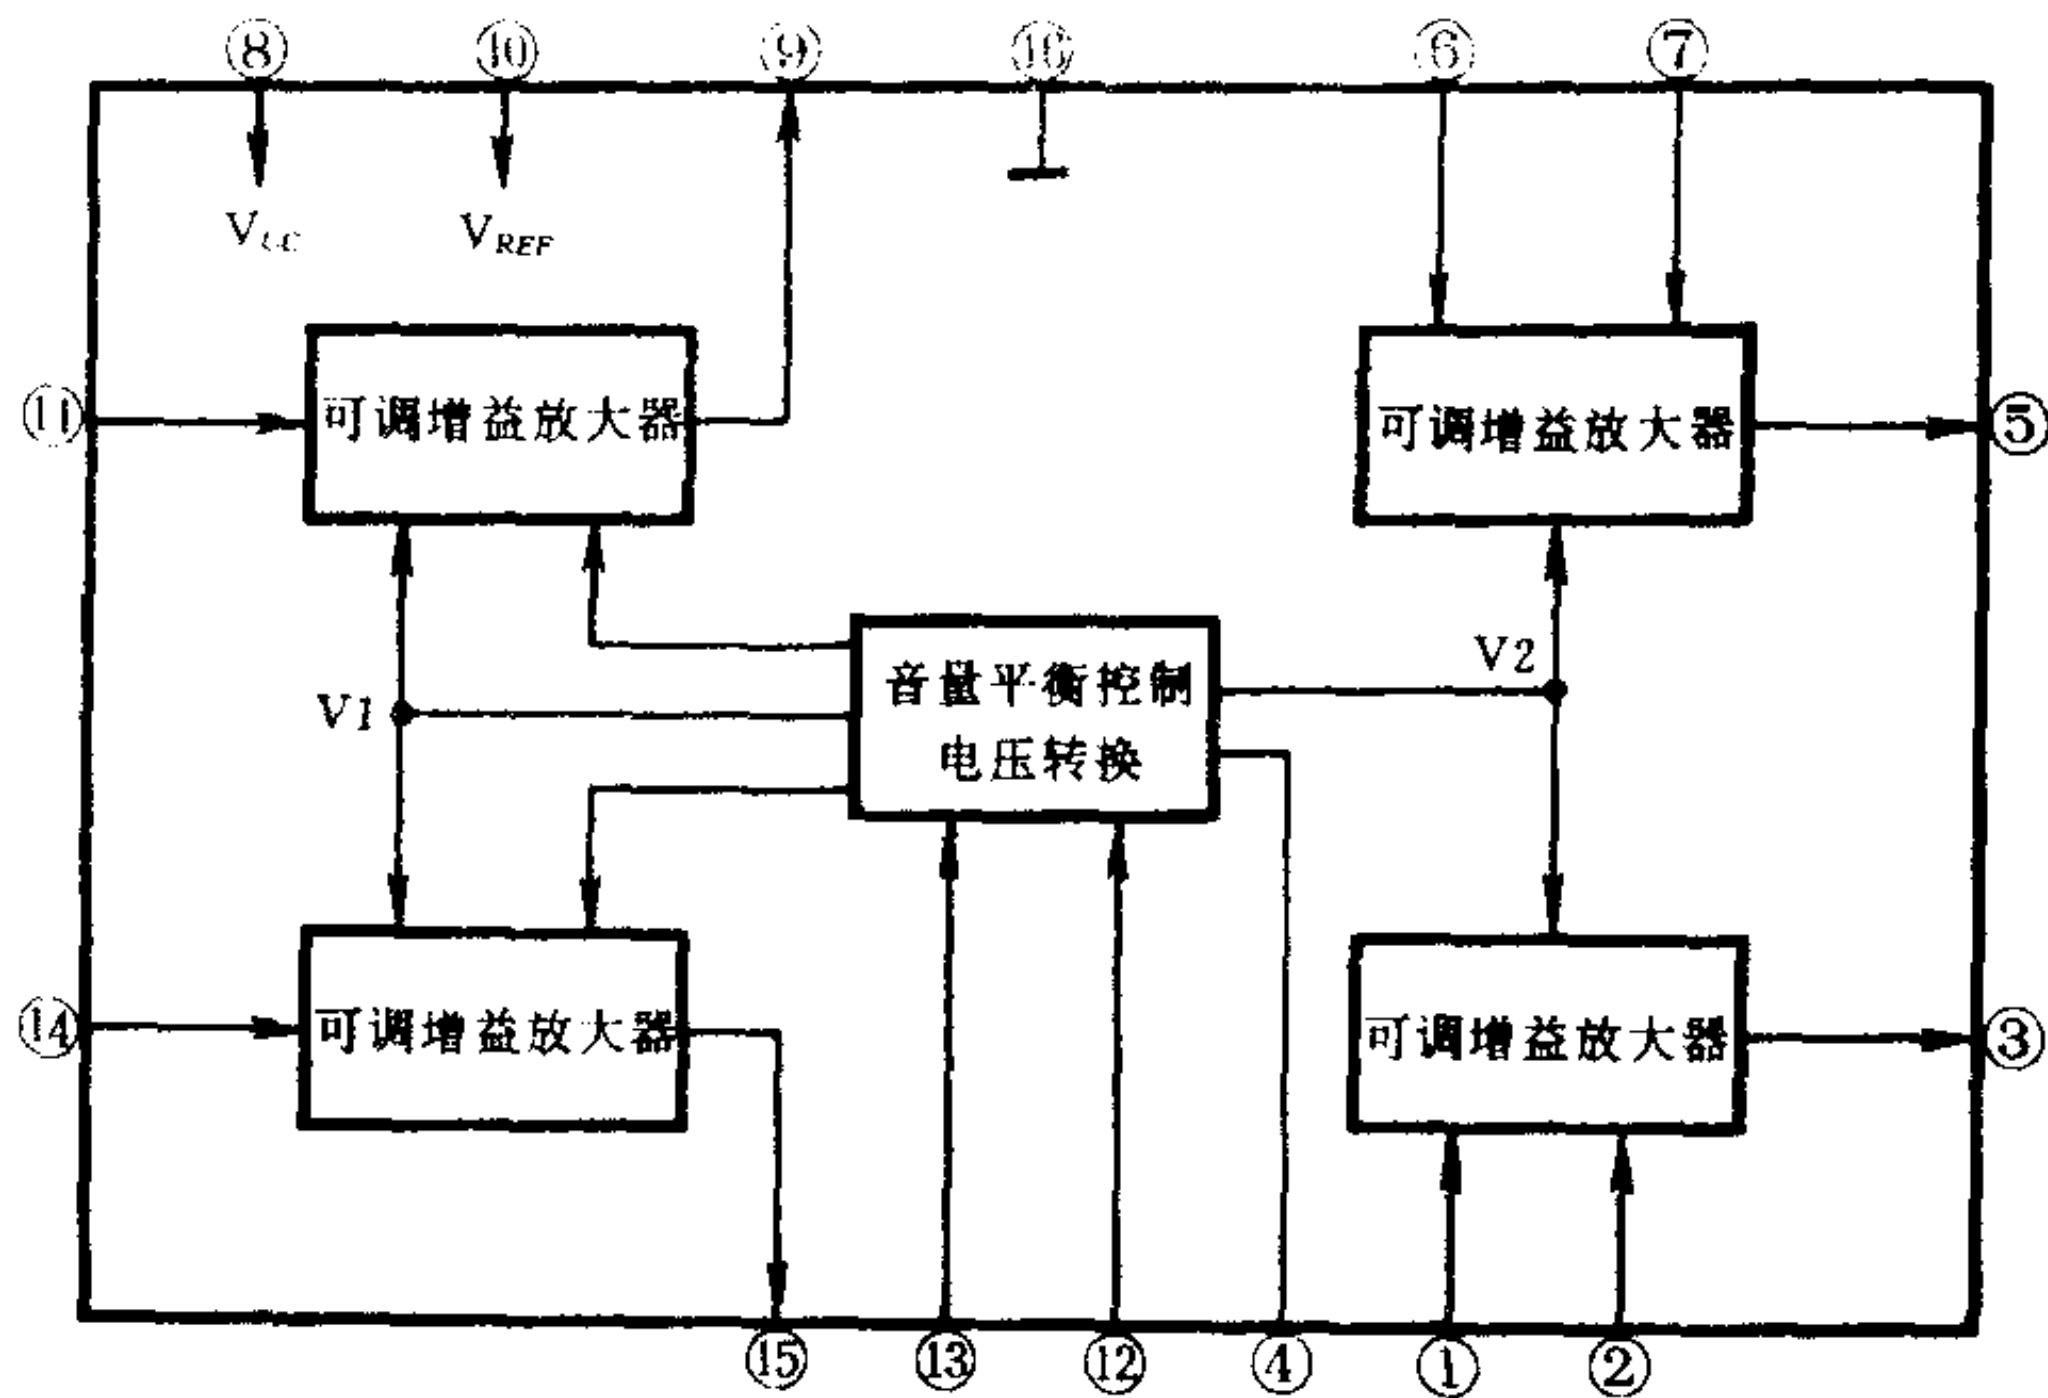 ⑧ ⑩ ⑨ ⑯ ⑥ ⑦
VCC VREF
⑪ 可调增益放大器 可调增益放大器 ⑤
V1 音量平衡控制 V2
电压转换
⑭ 可调增益放大器 可调增益放大器 ③
⑮ ⑬ ⑫ ④ ① ②